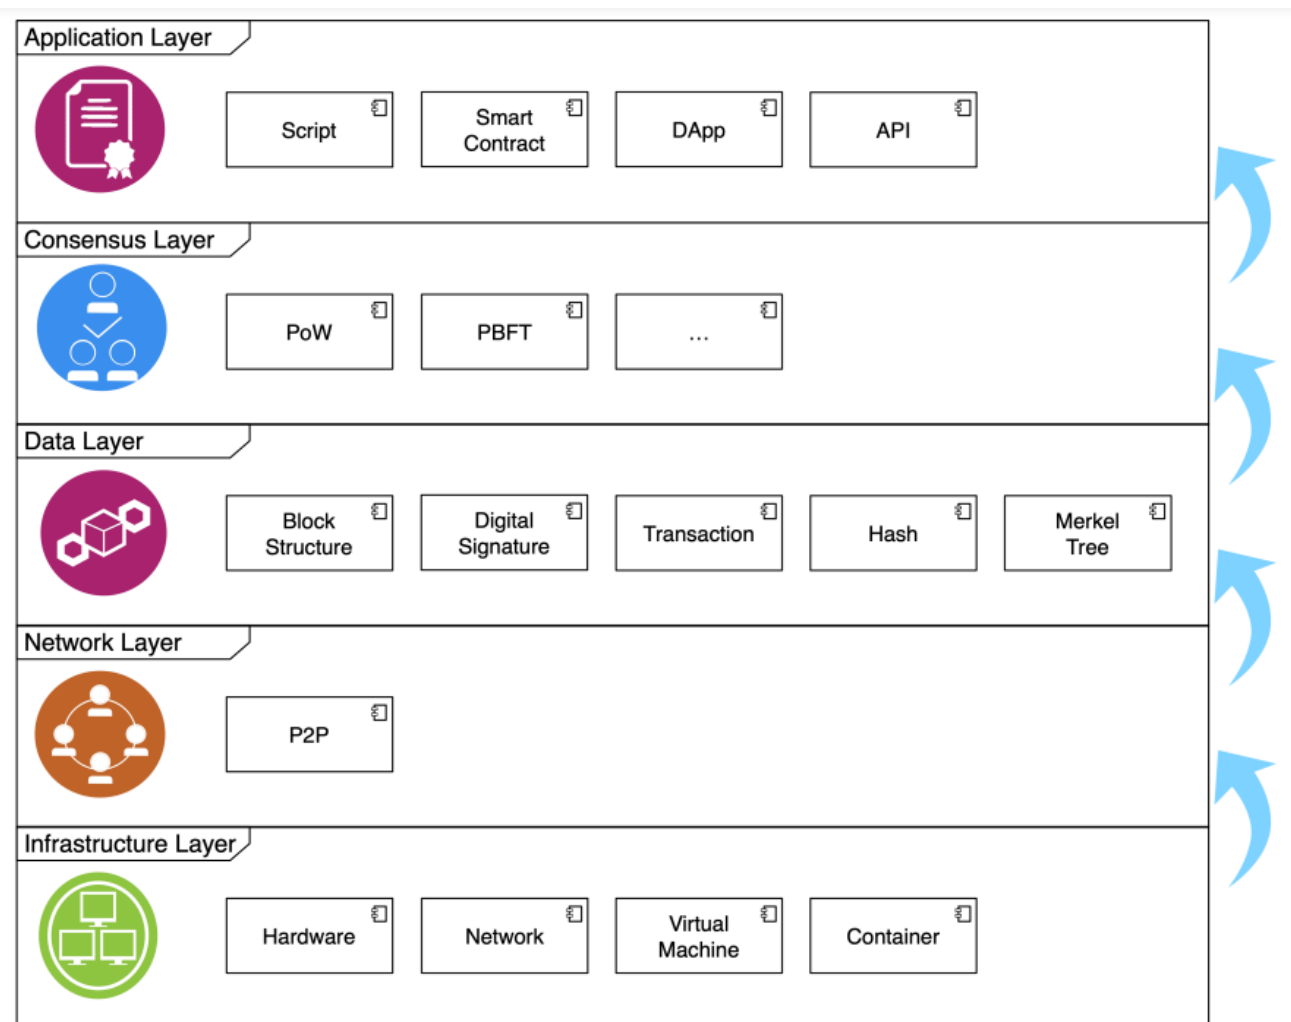 Application Layer
Script
Smart
Contract
DApp
API
Consensus Layer
PoW
PBFT
...
Data Layer
Block
Structure
Digital
Signature
Transaction
Hash
Merkel
Tree
Network Layer
P2P
Infrastructure Layer
Hardware
Network
Virtual
Machine
Container